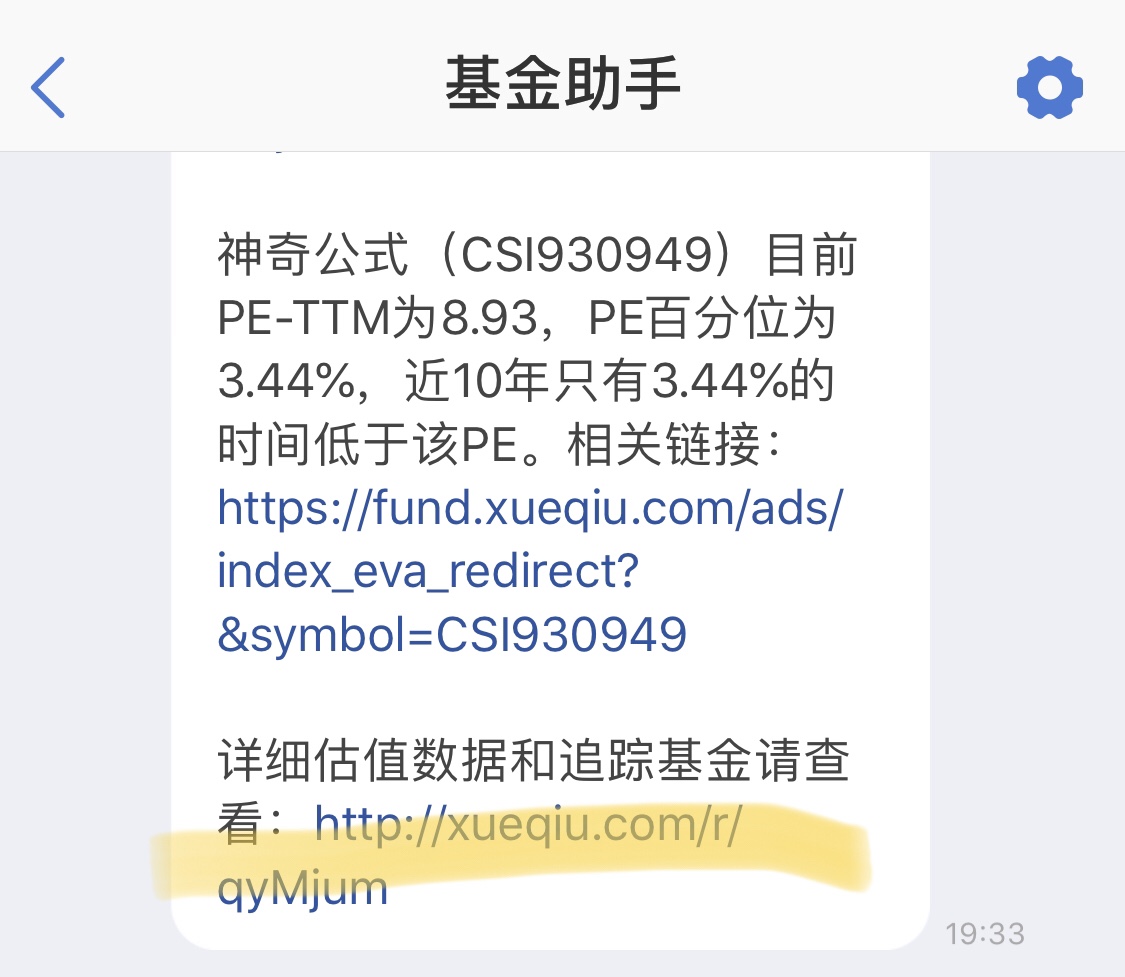 基金助手
神奇公式（CSI930949）目前
PE-TTM为8.93，PE百分位为
3.44%，近10年只有3.44%的
时间低于该PE。相关链接：
https://fund.xueqiu.com/ads/
index_eva_redirect?
&symbol=CSI930949
详细估值数据和追踪基金请查
看：http://xueqiu.com/r/
qyMjum
19:33